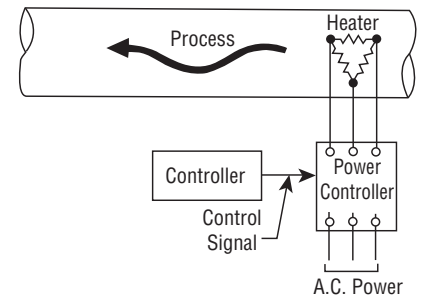 Heater
Process
Power
Controller
Controller
Control
Signal
A.C. Power